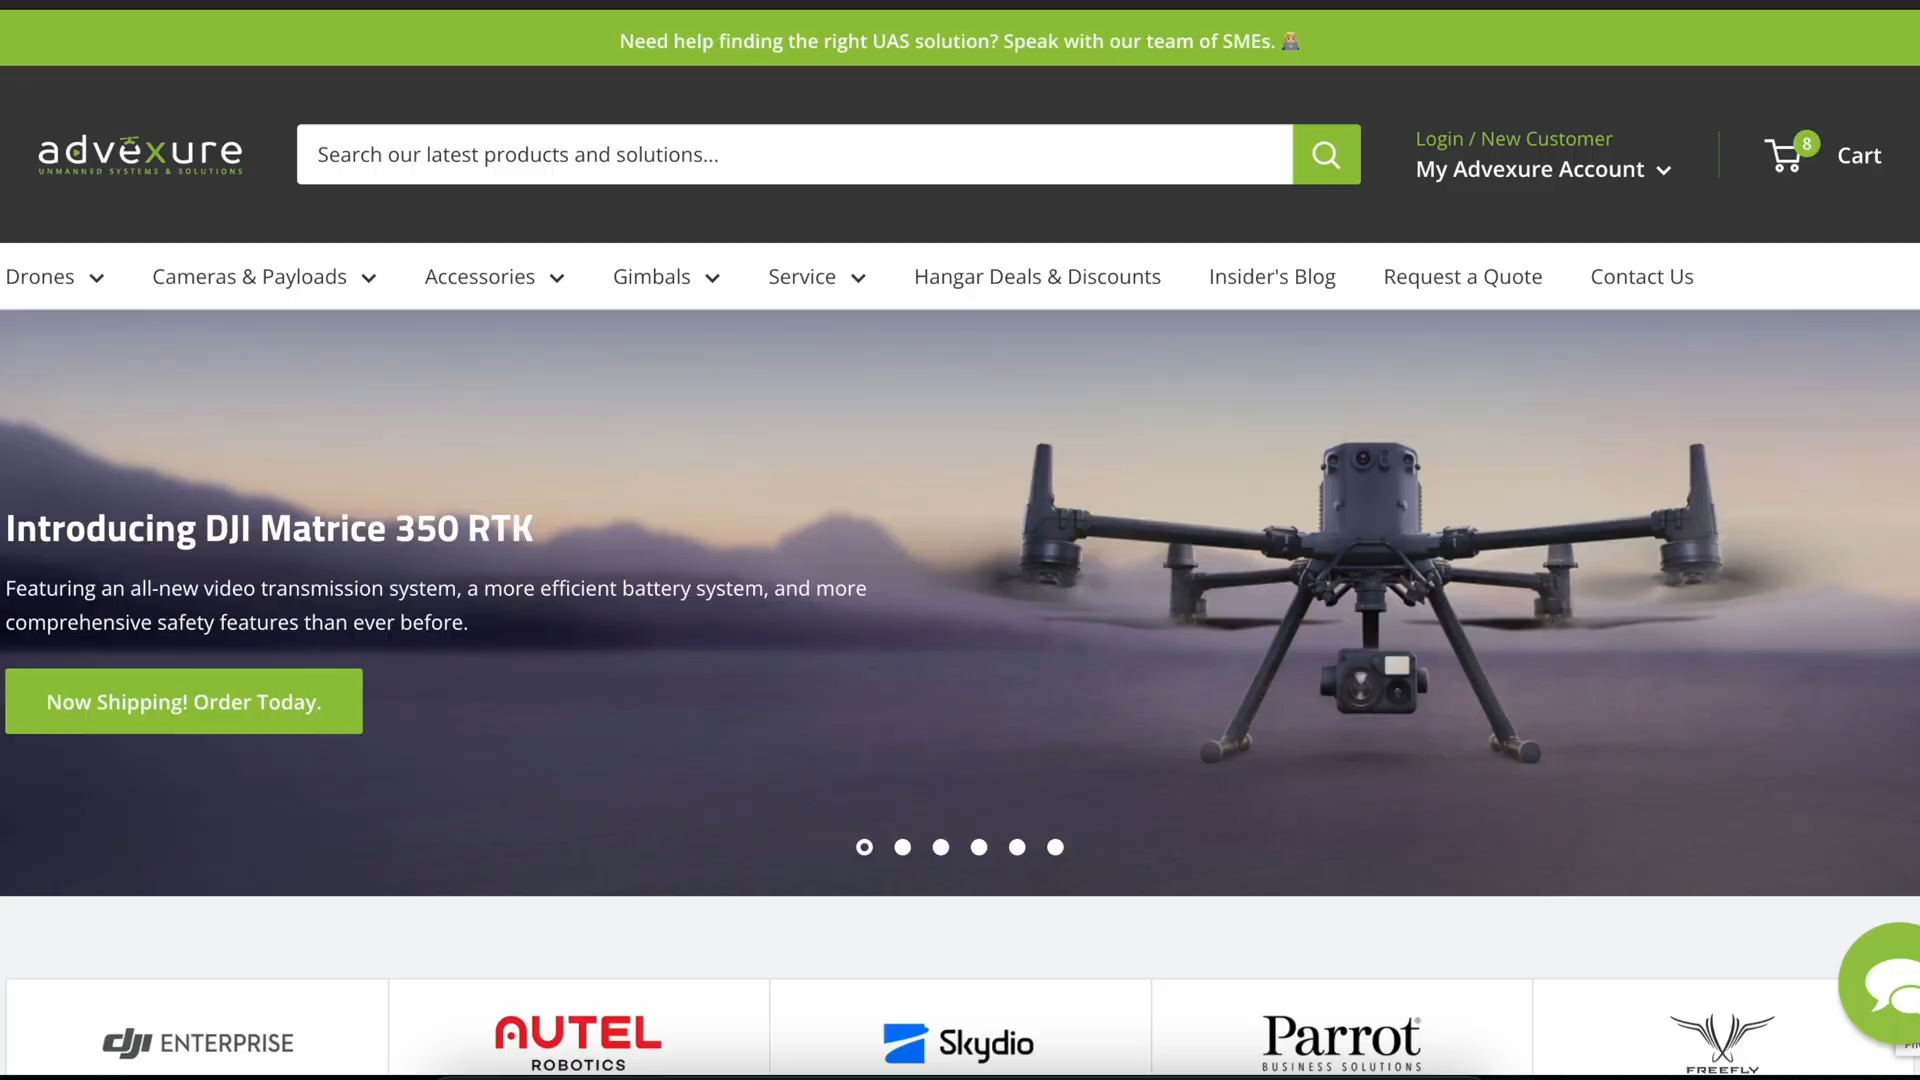 Need help finding the right UAS solution? Speak with our team of SMEs.
advexure
UNMANNED SYSTEMS & SOLUTIONS
Search our latest products and solutions...
Login / New Customer
My Advexure Account
8
Cart
Drones
Cameras & Payloads
Accessories
Gimbals
Service
Hangar Deals & Discounts
Insider's Blog
Request a Quote
Contact Us
Introducing DJI Matrice 350 RTK
Featuring an all-new video transmission system, a more efficient battery system, and more
comprehensive safety features than ever before.
Now Shipping! Order Today.
dji ENTERPRISE
AUTEL
ROBOTICS
Skydio
Parrot®
BUSINESS SOLUTIONS
FREEFLY